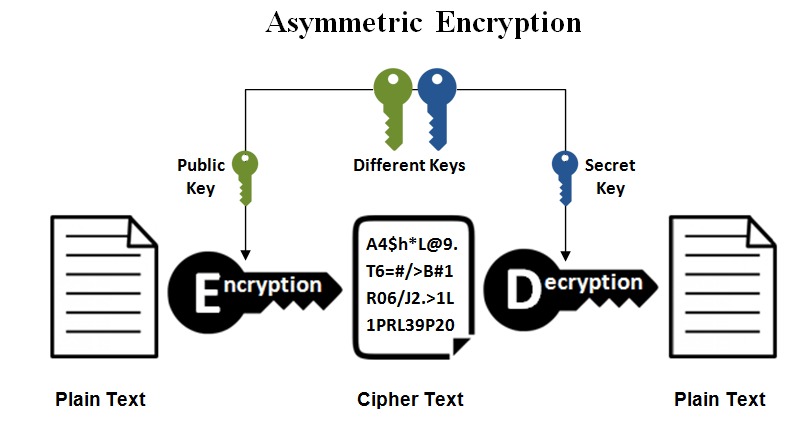 Asymmetric Encryption
Public
Key
Different Keys
Secret
Key
A4$h*L@9.
T6=#/>B#1
R06/J2.>1L
1PRL39P20
Encryption
Decryption
Plain Text
Cipher Text
Plain Text